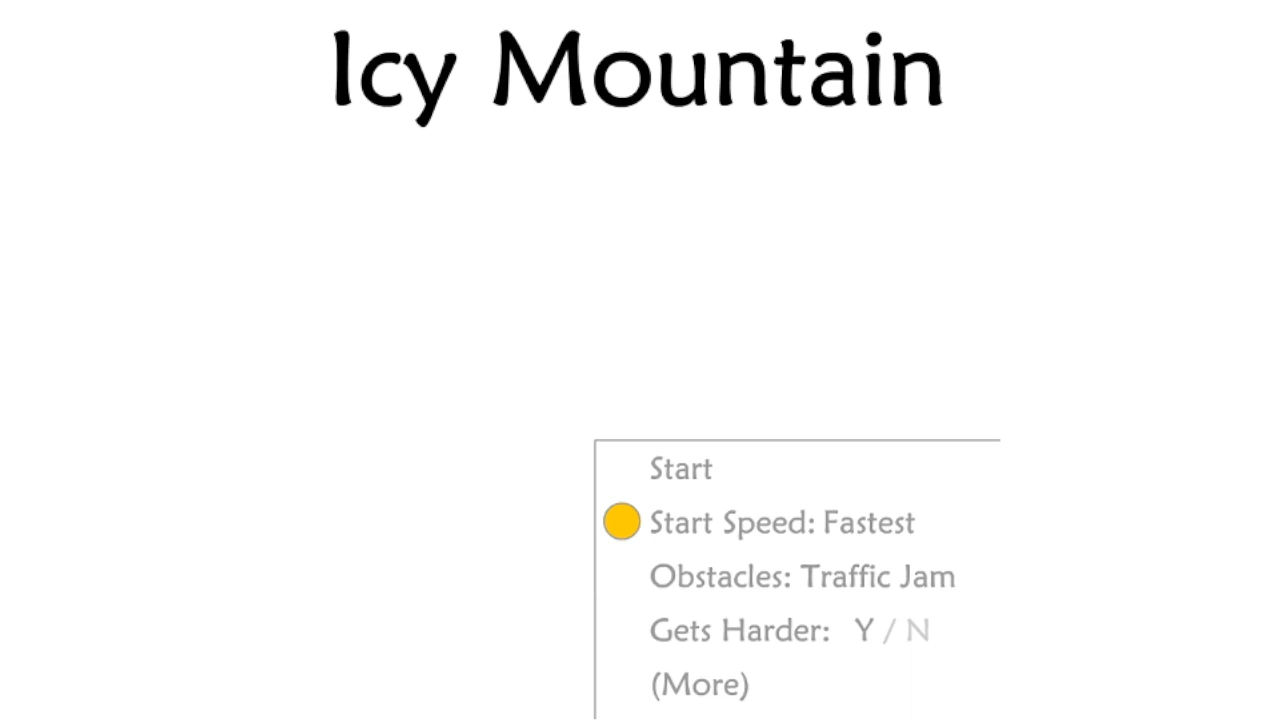 Icy Mountain
Start
Start Speed: Fastest
Obstacles: Traffic Jam
Gets Harder: Y / N
(More)